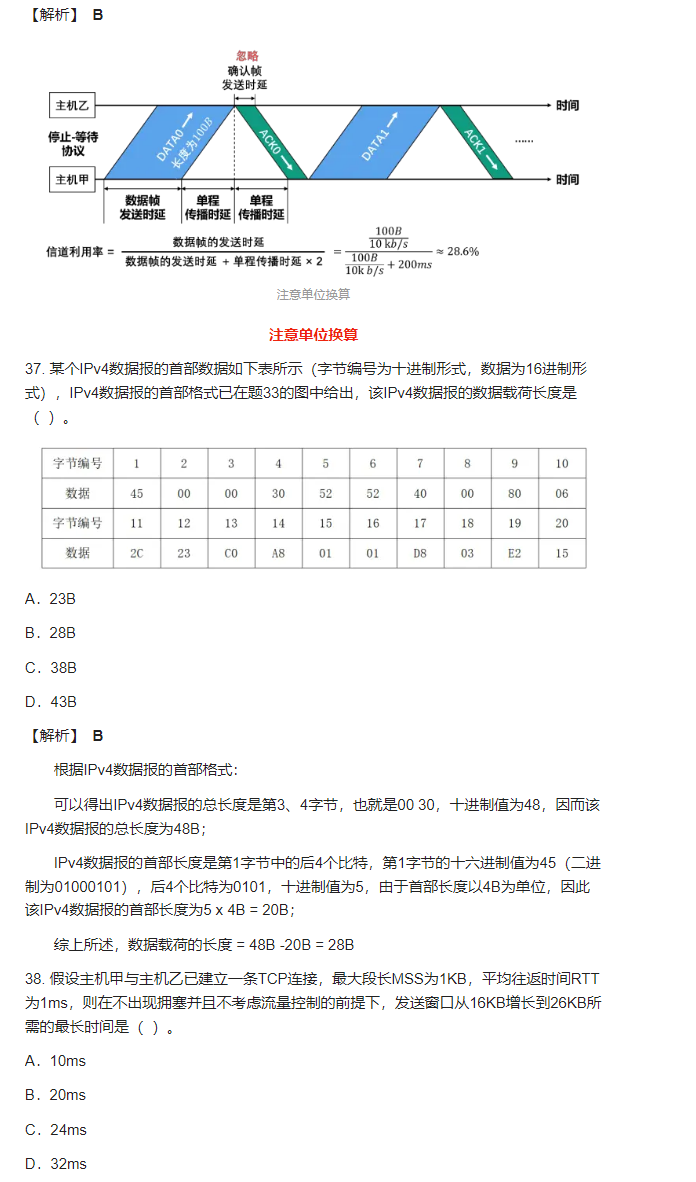 【解析】 B
忽略
确认帧
发送时延
主机乙
时间
停止-等待
协议
DATA0
长度为100B
ACK0
DATA1
ACK1
......
主机甲
时间
数据帧
发送时延
单程
传播时延
单程
传播时延
信道利用率 = 数据帧的发送时延 / 数据帧的发送时延 + 单程传播时延 × 2 = 100B / 10 kb/s / 100B / 10k b/s + 200ms ≈ 28.6%
注意单位换算
注意单位换算
37. 某个IPv4数据报的首部数据如下表所示（字节编号为十进制形式，数据为16进制形
式），IPv4数据报的首部格式已在题33的图中给出，该IPv4数据报的数据载荷长度是
（ ）。
字节编号 1 2 3 4 5 6 7 8 9 10
数据 45 00 00 30 52 52 40 00 80 06
字节编号 11 12 13 14 15 16 17 18 19 20
数据 2C 23 C0 A8 01 01 D8 03 E2 15
A．23B
B．28B
C．38B
D．43B
【解析】 B
根据IPv4数据报的首部格式：
可以得出IPv4数据报的总长度是第3、4字节，也就是00 30，十进制值为48，因而该
IPv4数据报的总长度为48B；
IPv4数据报的首部长度是第1字节中的后4个比特，第1字节的十六进制值为45（二进
制为01000101），后4个比特为0101，十进制值为5，由于首部长度以4B为单位，因此
该IPv4数据报的首部长度为5 x 4B = 20B；
综上所述，数据载荷的长度 = 48B -20B = 28B
38. 假设主机甲与主机乙已建立一条TCP连接，最大段长MSS为1KB，平均往返时间RTT
为1ms，则在不出现拥塞并且不考虑流量控制的前提下，发送窗口从16KB增长到26KB所
需的最长时间是（ ）。
A．10ms
B．20ms
C．24ms
D．32ms